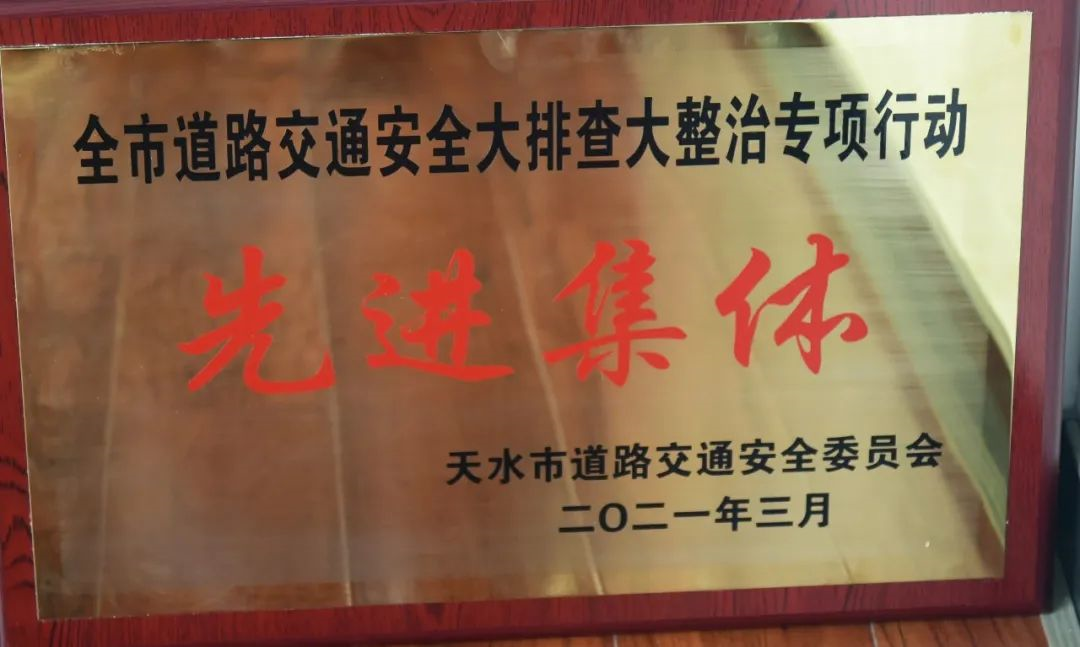 全市道路交通安全大排查大整治专项行动
先进集体
天水市道路交通安全委员会
二〇二一年三月